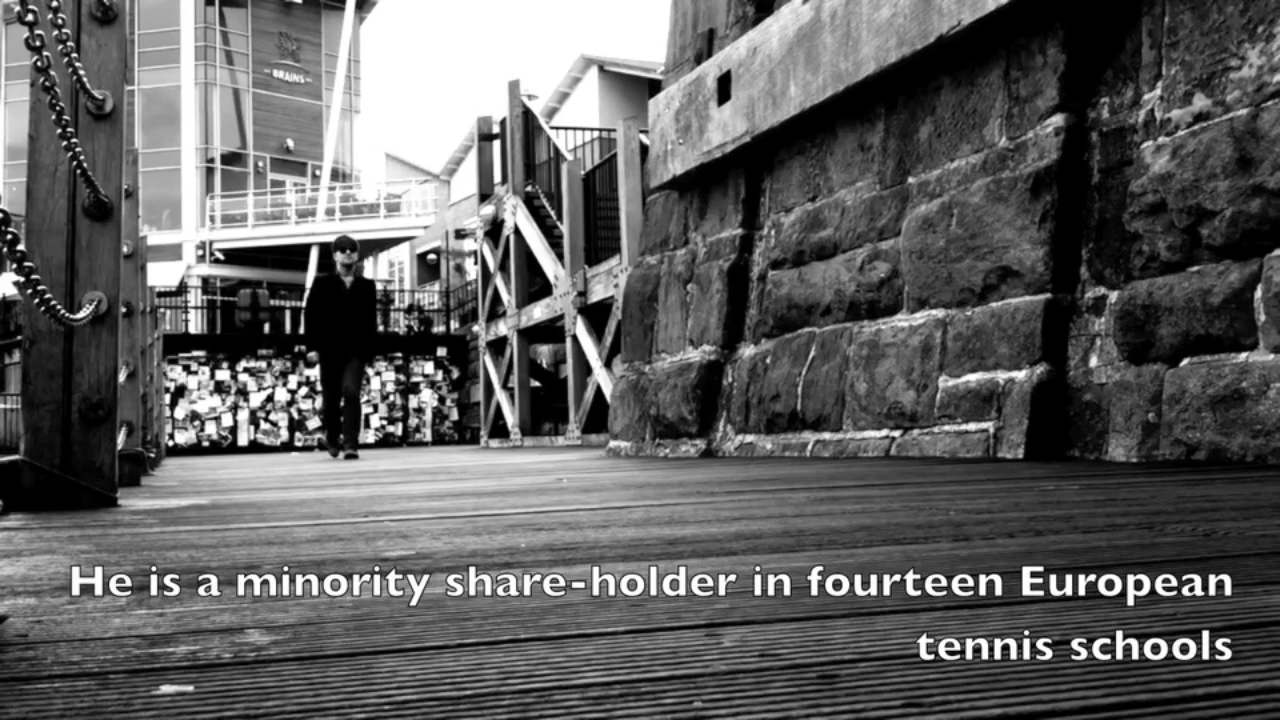 BRAINS
He is a minority share-holder in fourteen European
tennis schools